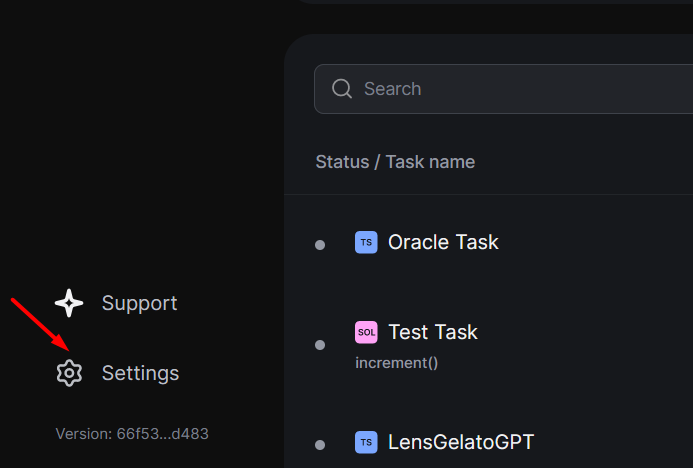 Search
Status / Task name
TS Oracle Task
Support
SOL Test Task
increment()
Settings
Version: 66f53...d483
TS LensGelatoGPT